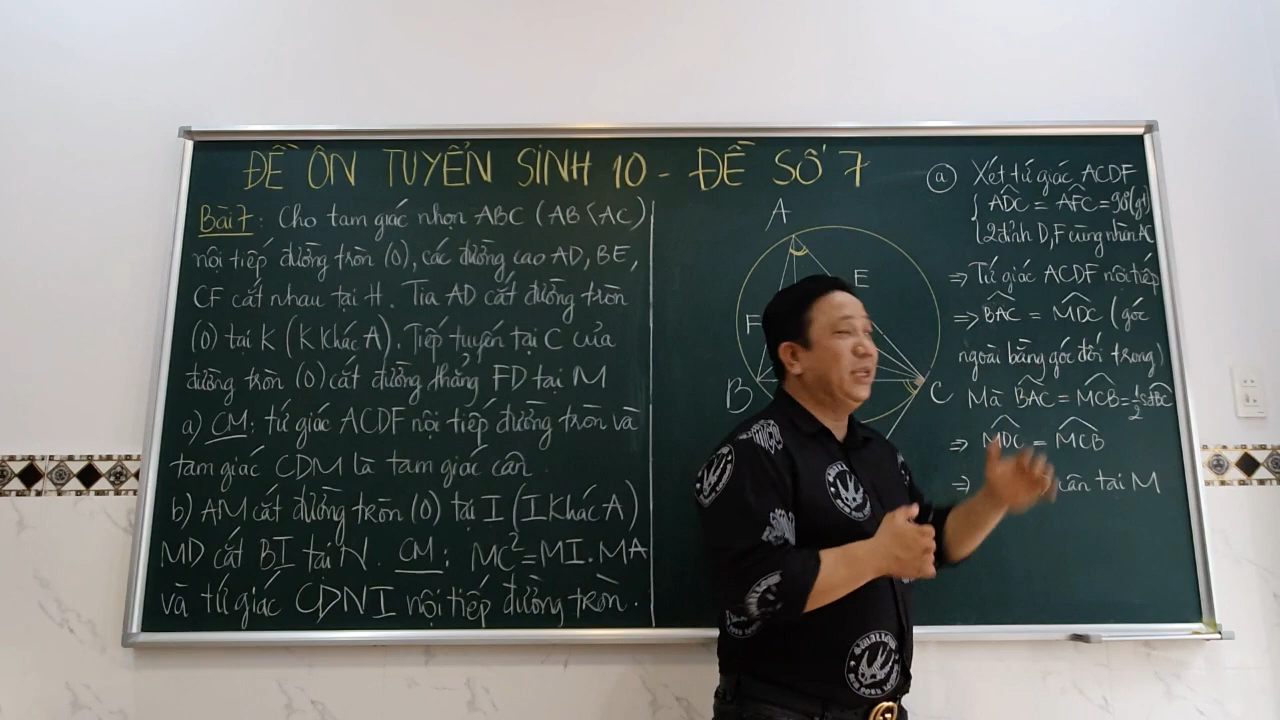 ĐỀ ÔN TUYỂN SINH 10 - ĐỀ SỐ 7
Bài 7: Cho tam giác nhọn ABC (AB<AC)
nội tiếp đường tròn (O), các đường cao AD, BE,
CF cắt nhau tại H. Tia AD cắt đường tròn
(O) tại K (K khác A). Tiếp tuyến tại C của
đường tròn (O) cắt đường thẳng FD tại M
a) CM: tứ giác ACDF nội tiếp đường tròn và
tam giác CDM là tam giác cân.
b) AM cắt đường tròn (O) tại I (I khác A)
MD cắt BI tại N. CM: MC²=MI.MA
và tứ giác CDNI nội tiếp đường tròn.
A
E
F
B
C
a) Xét tứ giác ACDF
{ ADC = AFC = 90° (gt)
2 đỉnh D,F cùng nhìn AC
=> Tứ giác ACDF nội tiếp
=> BAC = MDC (góc
ngoài bằng góc đối trong)
Mà BAC = MCB = 1/2 sđ BC
=> MDC = MCB
=> cân tại M